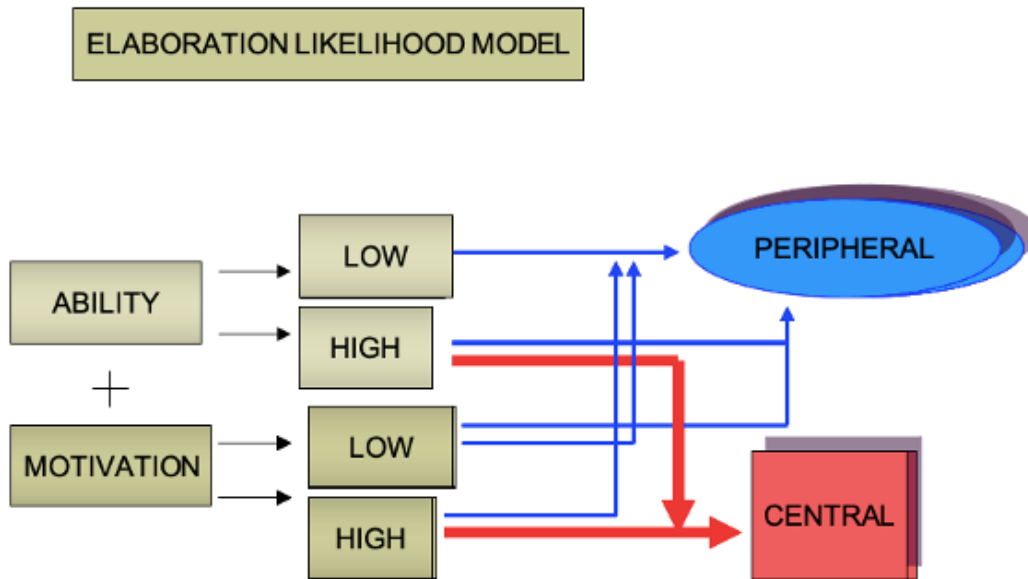 ELABORATION LIKELIHOOD MODEL
LOW
PERIPHERAL
ABILITY
HIGH
+
LOW
MOTIVATION
CENTRAL
HIGH